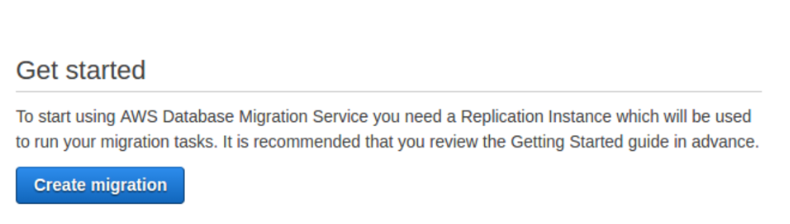 Get started
To start using AWS Database Migration Service you need a Replication Instance which will be used
to run your migration tasks. It is recommended that you review the Getting Started guide in advance.
Create migration